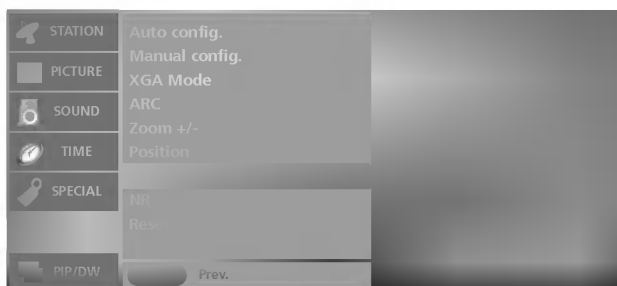 STATION
PICTURE
SOUND
TIME
SPECIAL
PIP/DW
Auto config.
Manual config.
XGA Mode
ARC
Zoom +/-
Position
NR
Prev.